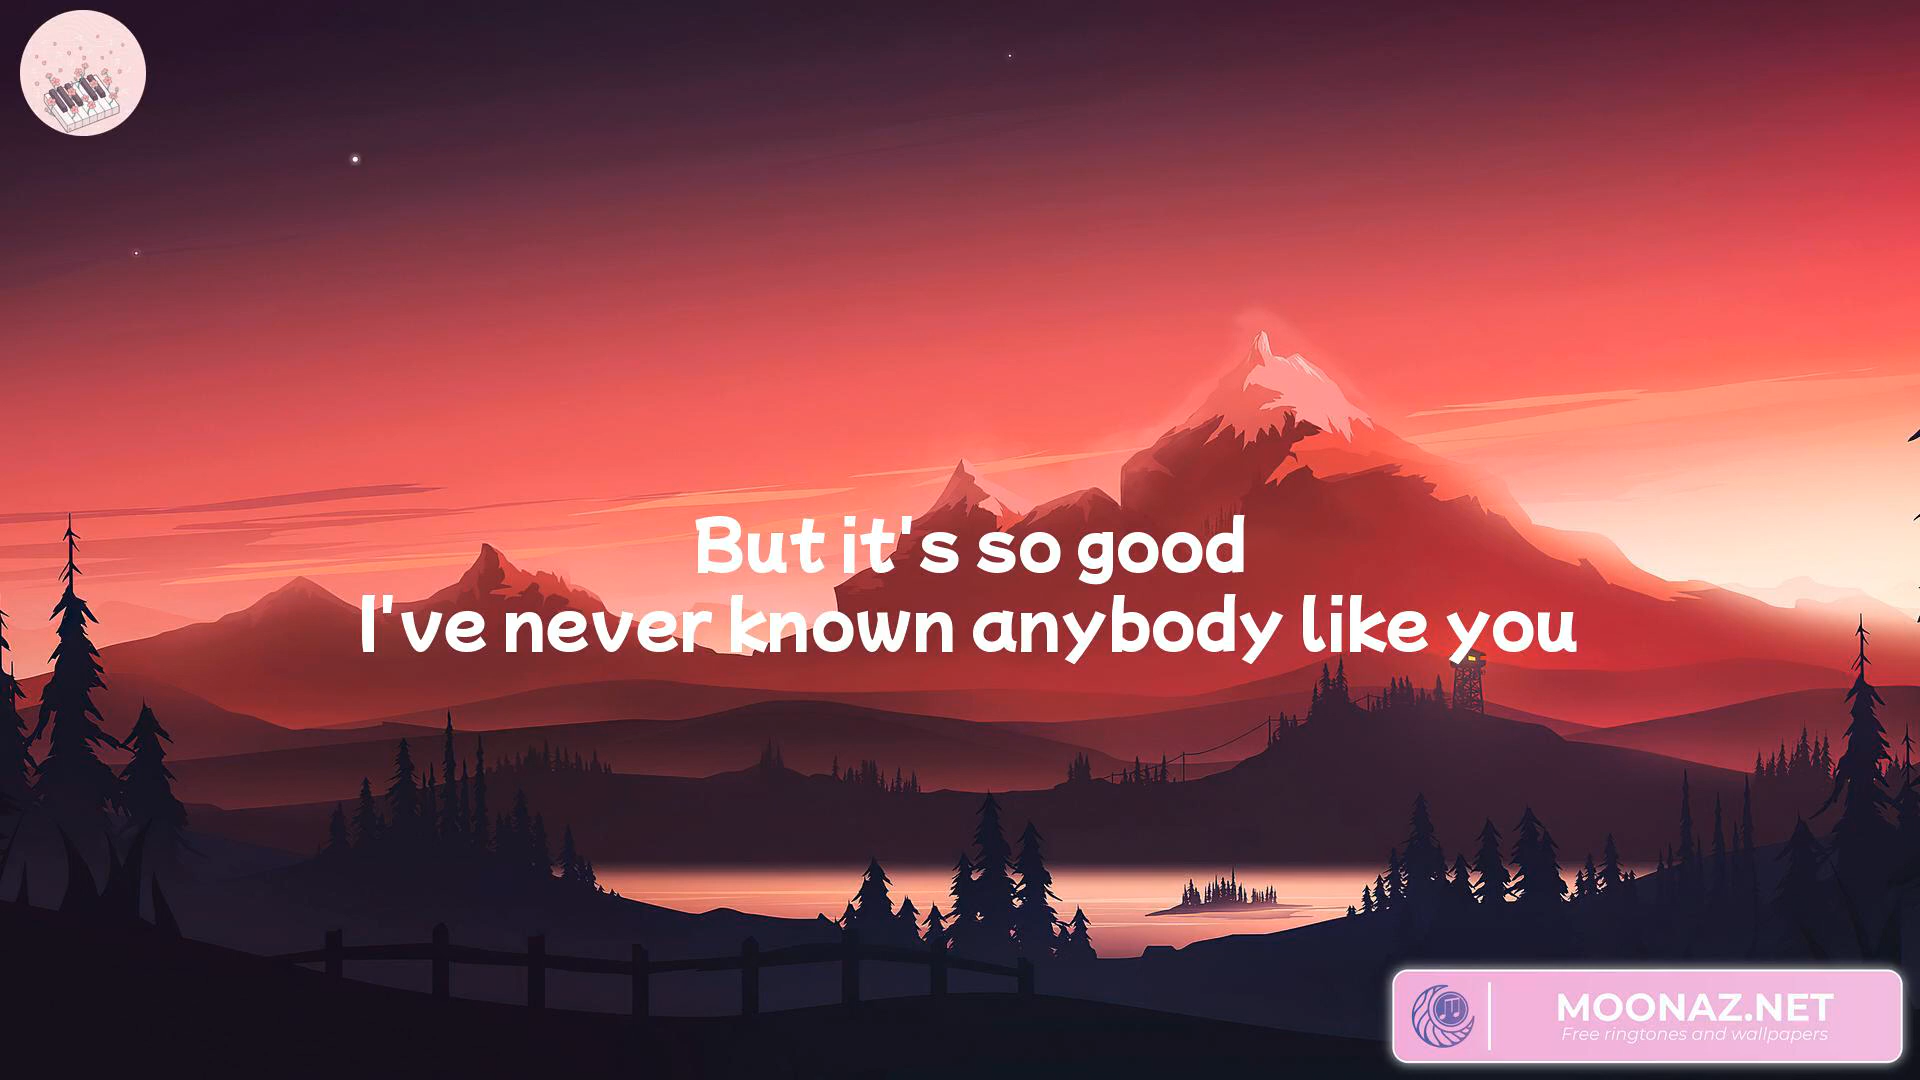 But it's so good
I've never known anybody like you
MOONAZ.NET
Free ringtones and wallpapers